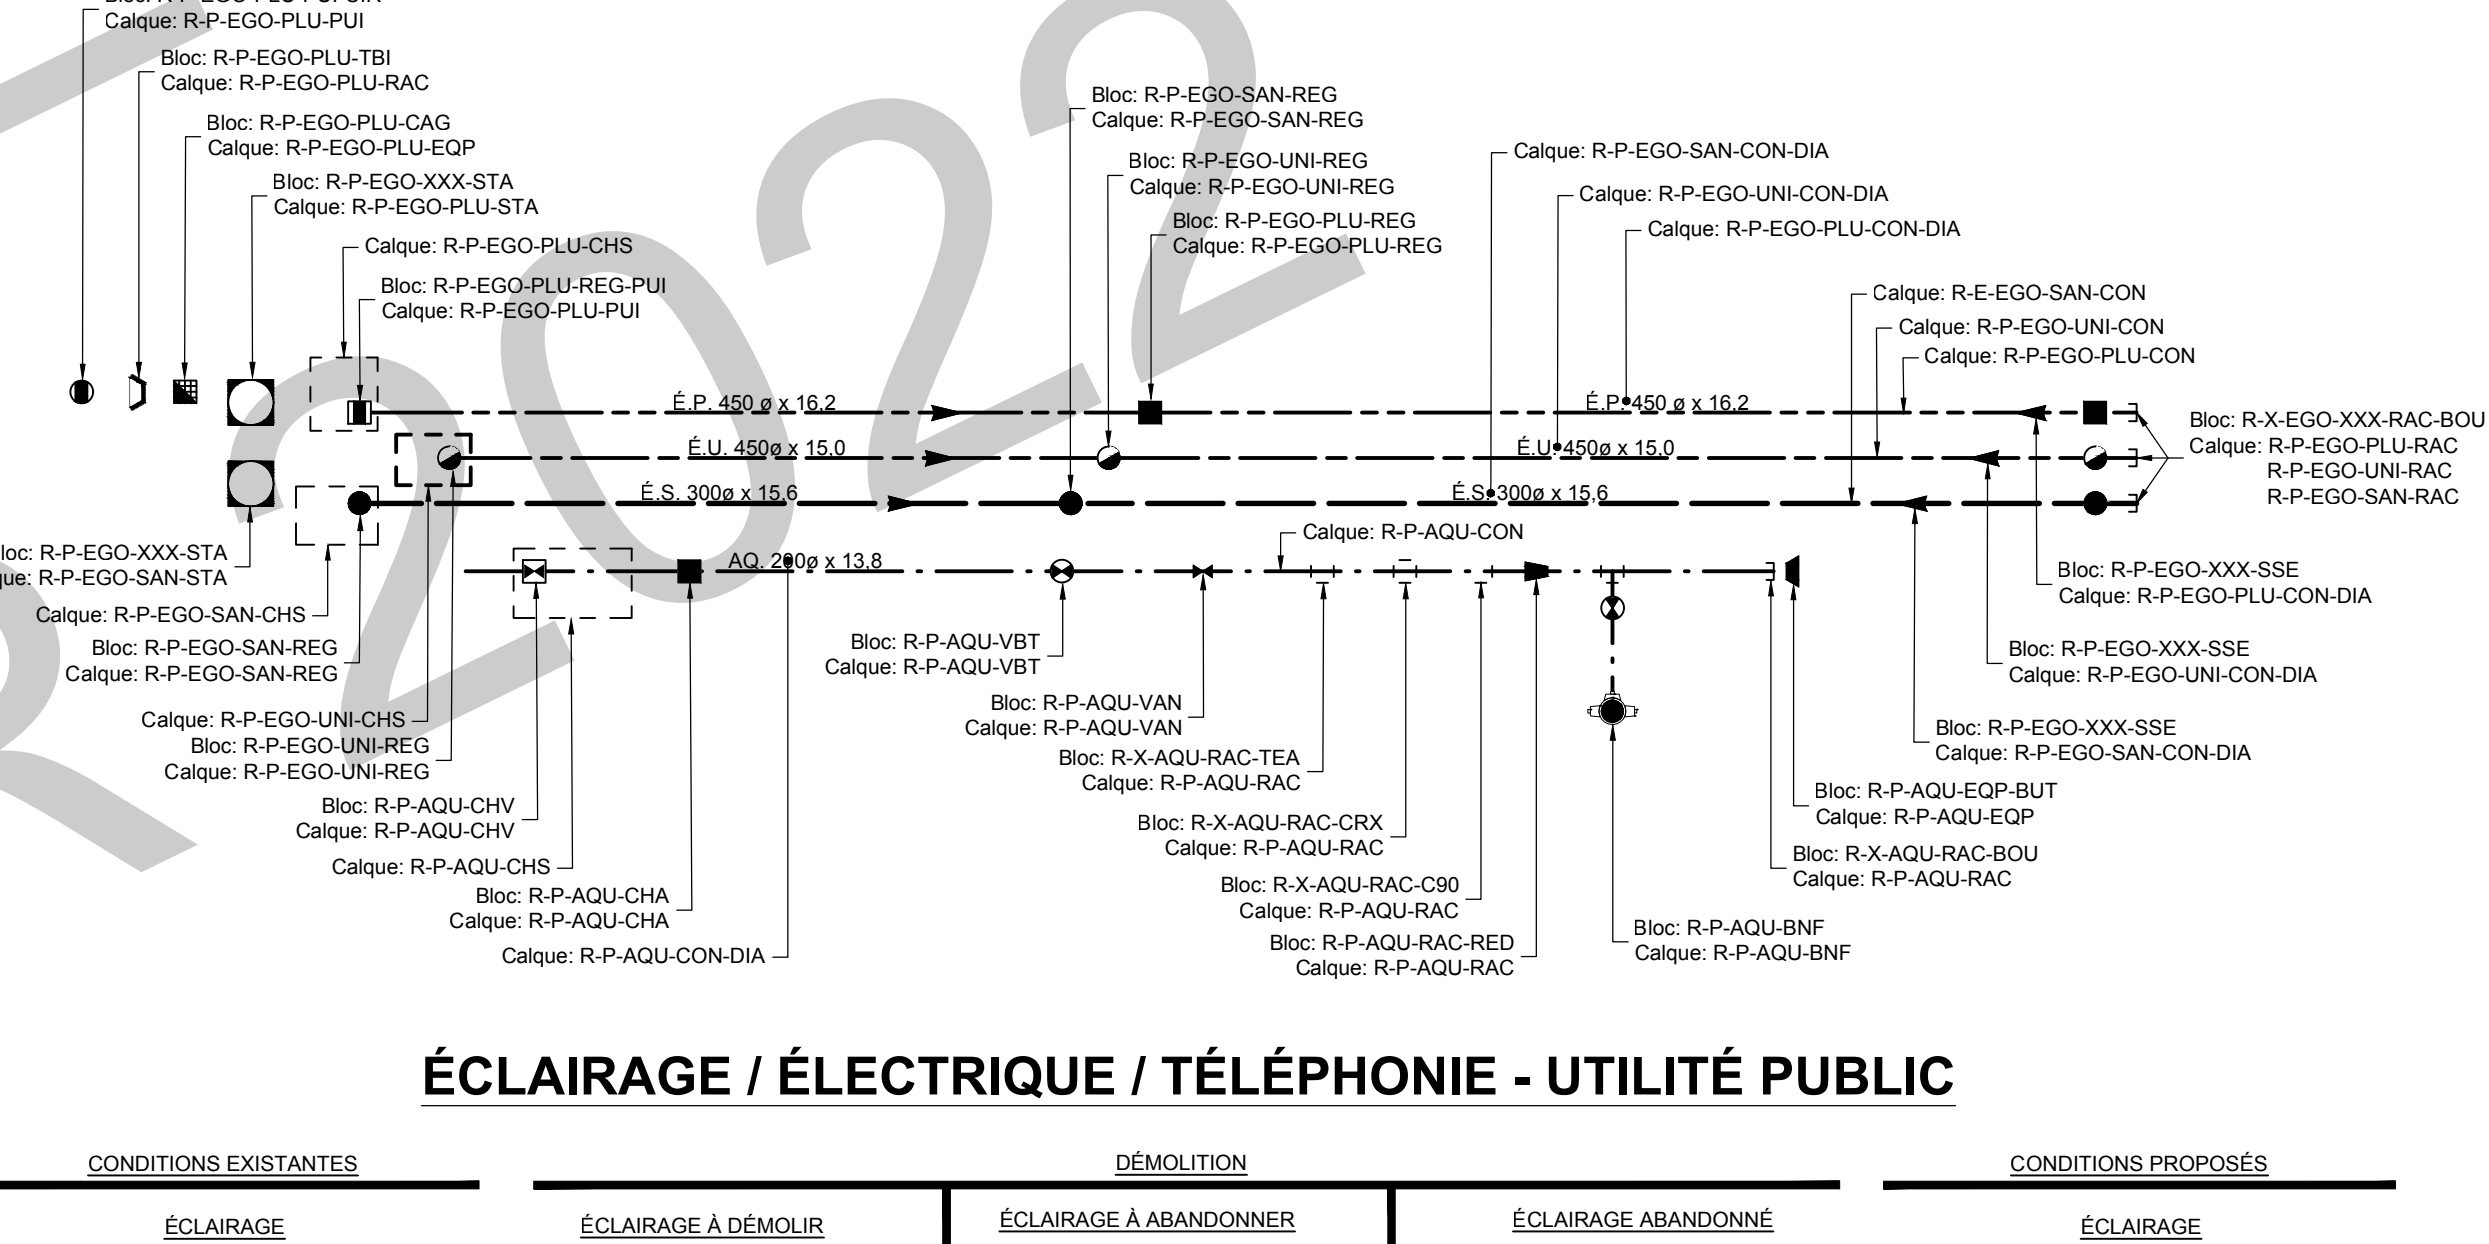 Calque: R-P-EGO-PLU-PUI
Bloc: R-P-EGO-PLU-TBI
Calque: R-P-EGO-PLU-RAC
Bloc: R-P-EGO-PLU-CAG
Calque: R-P-EGO-PLU-EQP
Bloc: R-P-EGO-XXX-STA
Calque: R-P-EGO-PLU-STA
Calque: R-P-EGO-PLU-CHS
Bloc: R-P-EGO-PLU-REG-PUI
Calque: R-P-EGO-PLU-PUI
Bloc: R-P-EGO-SAN-REG
Calque: R-P-EGO-SAN-REG
Bloc: R-P-EGO-UNI-REG
Calque: R-P-EGO-UNI-REG
Bloc: R-P-EGO-PLU-REG
Calque: R-P-EGO-PLU-REG
Calque: R-P-EGO-SAN-CON-DIA
Calque: R-P-EGO-UNI-CON-DIA
Calque: R-P-EGO-PLU-CON-DIA
Calque: R-E-EGO-SAN-CON
Calque: R-P-EGO-UNI-CON
Calque: R-P-EGO-PLU-CON
É.P. 450 ø x 16,2
É.P. 450 ø x 16,2
É.U. 450ø x 15,0
É.U. 450ø x 15,0
É.S. 300ø x 15,6
É.S. 300ø x 15,6
Bloc: R-X-EGO-XXX-RAC-BOU
Calque: R-P-EGO-PLU-RAC
R-P-EGO-UNI-RAC
R-P-EGO-SAN-RAC
2022
Calque: R-P-AQU-CON
AQ. 200ø x 13,8
Bloc: R-P-EGO-XXX-STA
Calque: R-P-EGO-SAN-STA
Calque: R-P-EGO-SAN-CHS
Bloc: R-P-EGO-SAN-REG
Calque: R-P-EGO-SAN-REG
Calque: R-P-EGO-UNI-CHS
Bloc: R-P-EGO-UNI-REG
Calque: R-P-EGO-UNI-REG
Bloc: R-P-AQU-CHV
Calque: R-P-AQU-CHV
Calque: R-P-AQU-CHS
Bloc: R-P-AQU-CHA
Calque: R-P-AQU-CHA
Calque: R-P-AQU-CON-DIA
Bloc: R-P-AQU-VBT
Calque: R-P-AQU-VBT
Bloc: R-P-AQU-VAN
Calque: R-P-AQU-VAN
Bloc: R-X-AQU-RAC-TEA
Calque: R-P-AQU-RAC
Bloc: R-X-AQU-RAC-CRX
Calque: R-P-AQU-RAC
Bloc: R-X-AQU-RAC-C90
Calque: R-P-AQU-RAC
Bloc: R-P-AQU-RAC-RED
Calque: R-P-AQU-RAC
Bloc: R-P-EGO-XXX-SSE
Calque: R-P-EGO-PLU-CON-DIA
Bloc: R-P-EGO-XXX-SSE
Calque: R-P-EGO-UNI-CON-DIA
Bloc: R-P-EGO-XXX-SSE
Calque: R-P-EGO-SAN-CON-DIA
Bloc: R-P-AQU-EQP-BUT
Calque: R-P-AQU-EQP
Bloc: R-X-AQU-RAC-BOU
Calque: R-P-AQU-RAC
Bloc: R-P-AQU-BNF
Calque: R-P-AQU-BNF
ÉCLAIRAGE / ÉLECTRIQUE / TÉLÉPHONIE - UTILITÉ PUBLIC
CONDITIONS EXISTANTES
DÉMOLITION
CONDITIONS PROPOSÉS
ÉCLAIRAGE
ÉCLAIRAGE À DÉMOLIR
ÉCLAIRAGE À ABANDONNER
ÉCLAIRAGE ABANDONNÉ
ÉCLAIRAGE